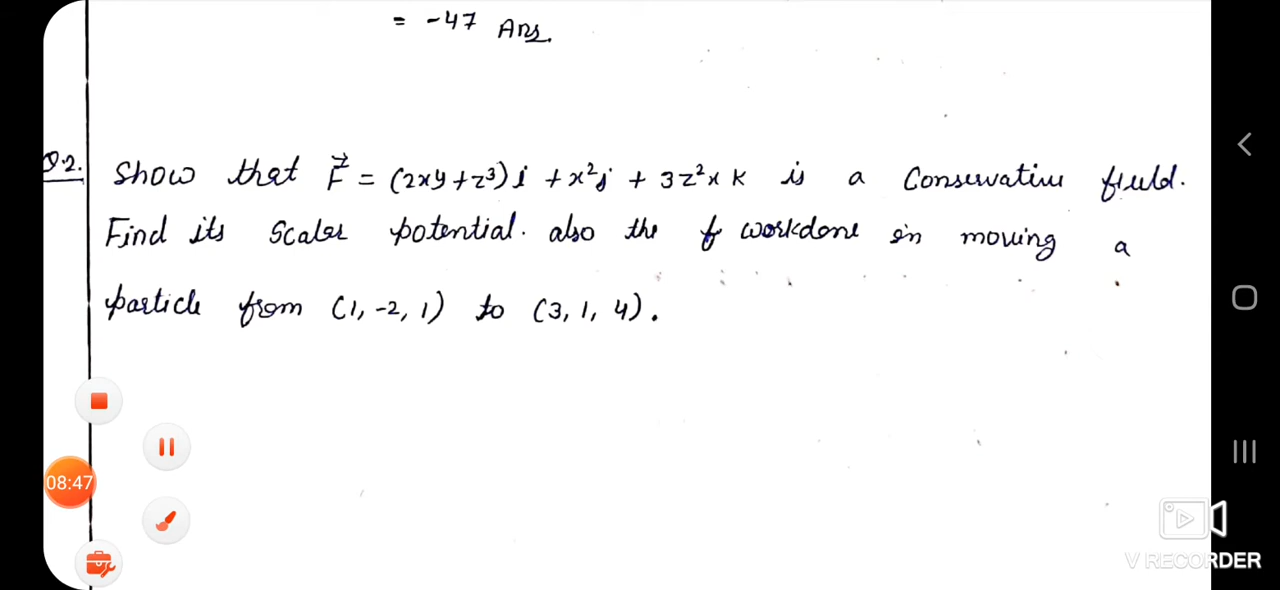 = -47 Ans.
Q.2. Show that F⃗ = (2xy+z³)i + x²j + 3z²x k is a Conservative field.
Find its Scalar potential. also the workdone in moving a
particle from (1, -2, 1) to (3, 1, 4).
08:47
V RECORDER